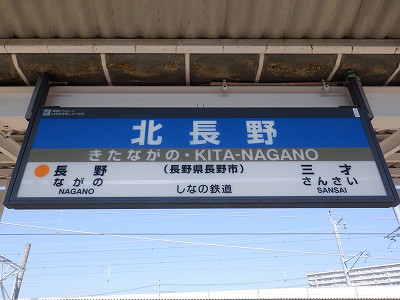 北長野
きたながの・KITA-NAGANO
長野
ながの
NAGANO
(長野県長野市)
しなの鉄道
三才
さんさい
SANSAI